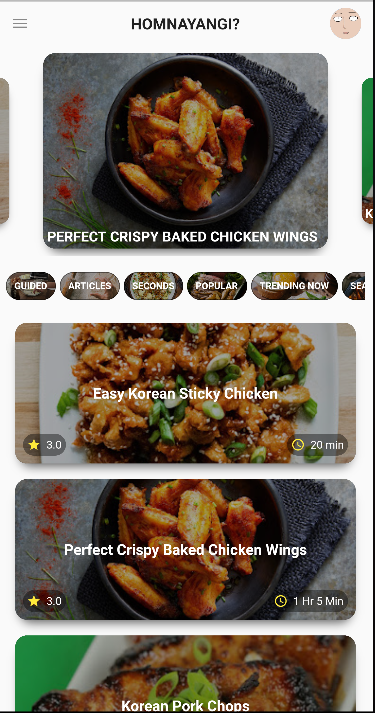 HOMNAYANGI?
K
PERFECT CRISPY BAKED CHICKEN WINGS
GUIDED
ARTICLES
SECONDS
POPULAR
TRENDING NOW
SEA
Easy Korean Sticky Chicken
3.0
20 min
Perfect Crispy Baked Chicken Wings
3.0
1 Hr 5 Min
Korean Pork Chops